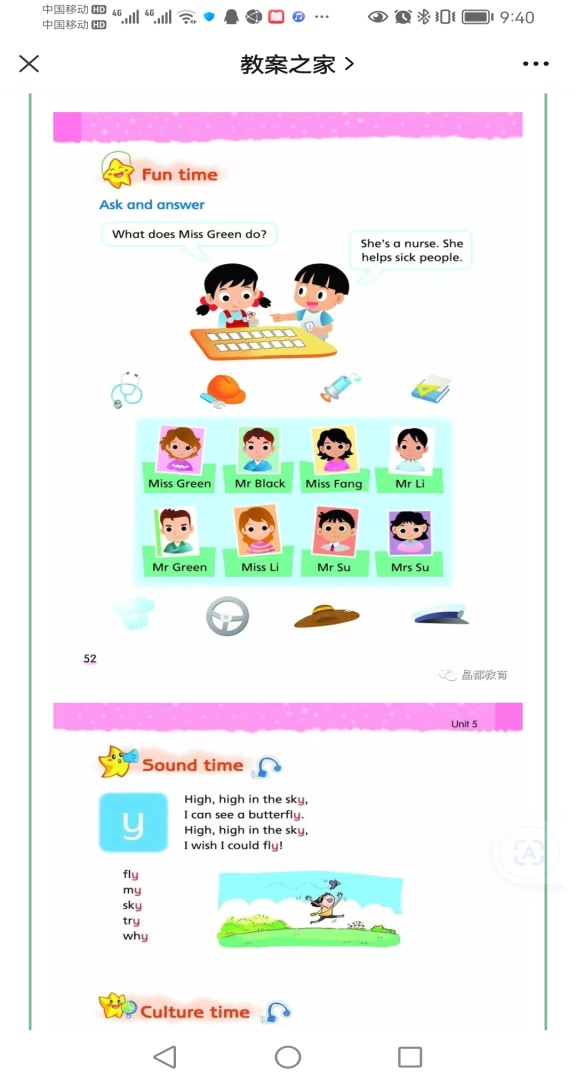 中国移动 HD 4G 4G 9:40
中国移动 HD
教案之家
Fun time
Ask and answer
What does Miss Green do?
She's a nurse. She
helps sick people.
Miss Green Mr Black Miss Fang Mr Li
Mr Green Miss Li Mr Su Mrs Su
52
晶都教育
Unit 5
Sound time
y
High, high in the sky,
I can see a butterfly.
High, high in the sky,
I wish I could fly!
fly
my
sky
try
why
A
Culture time